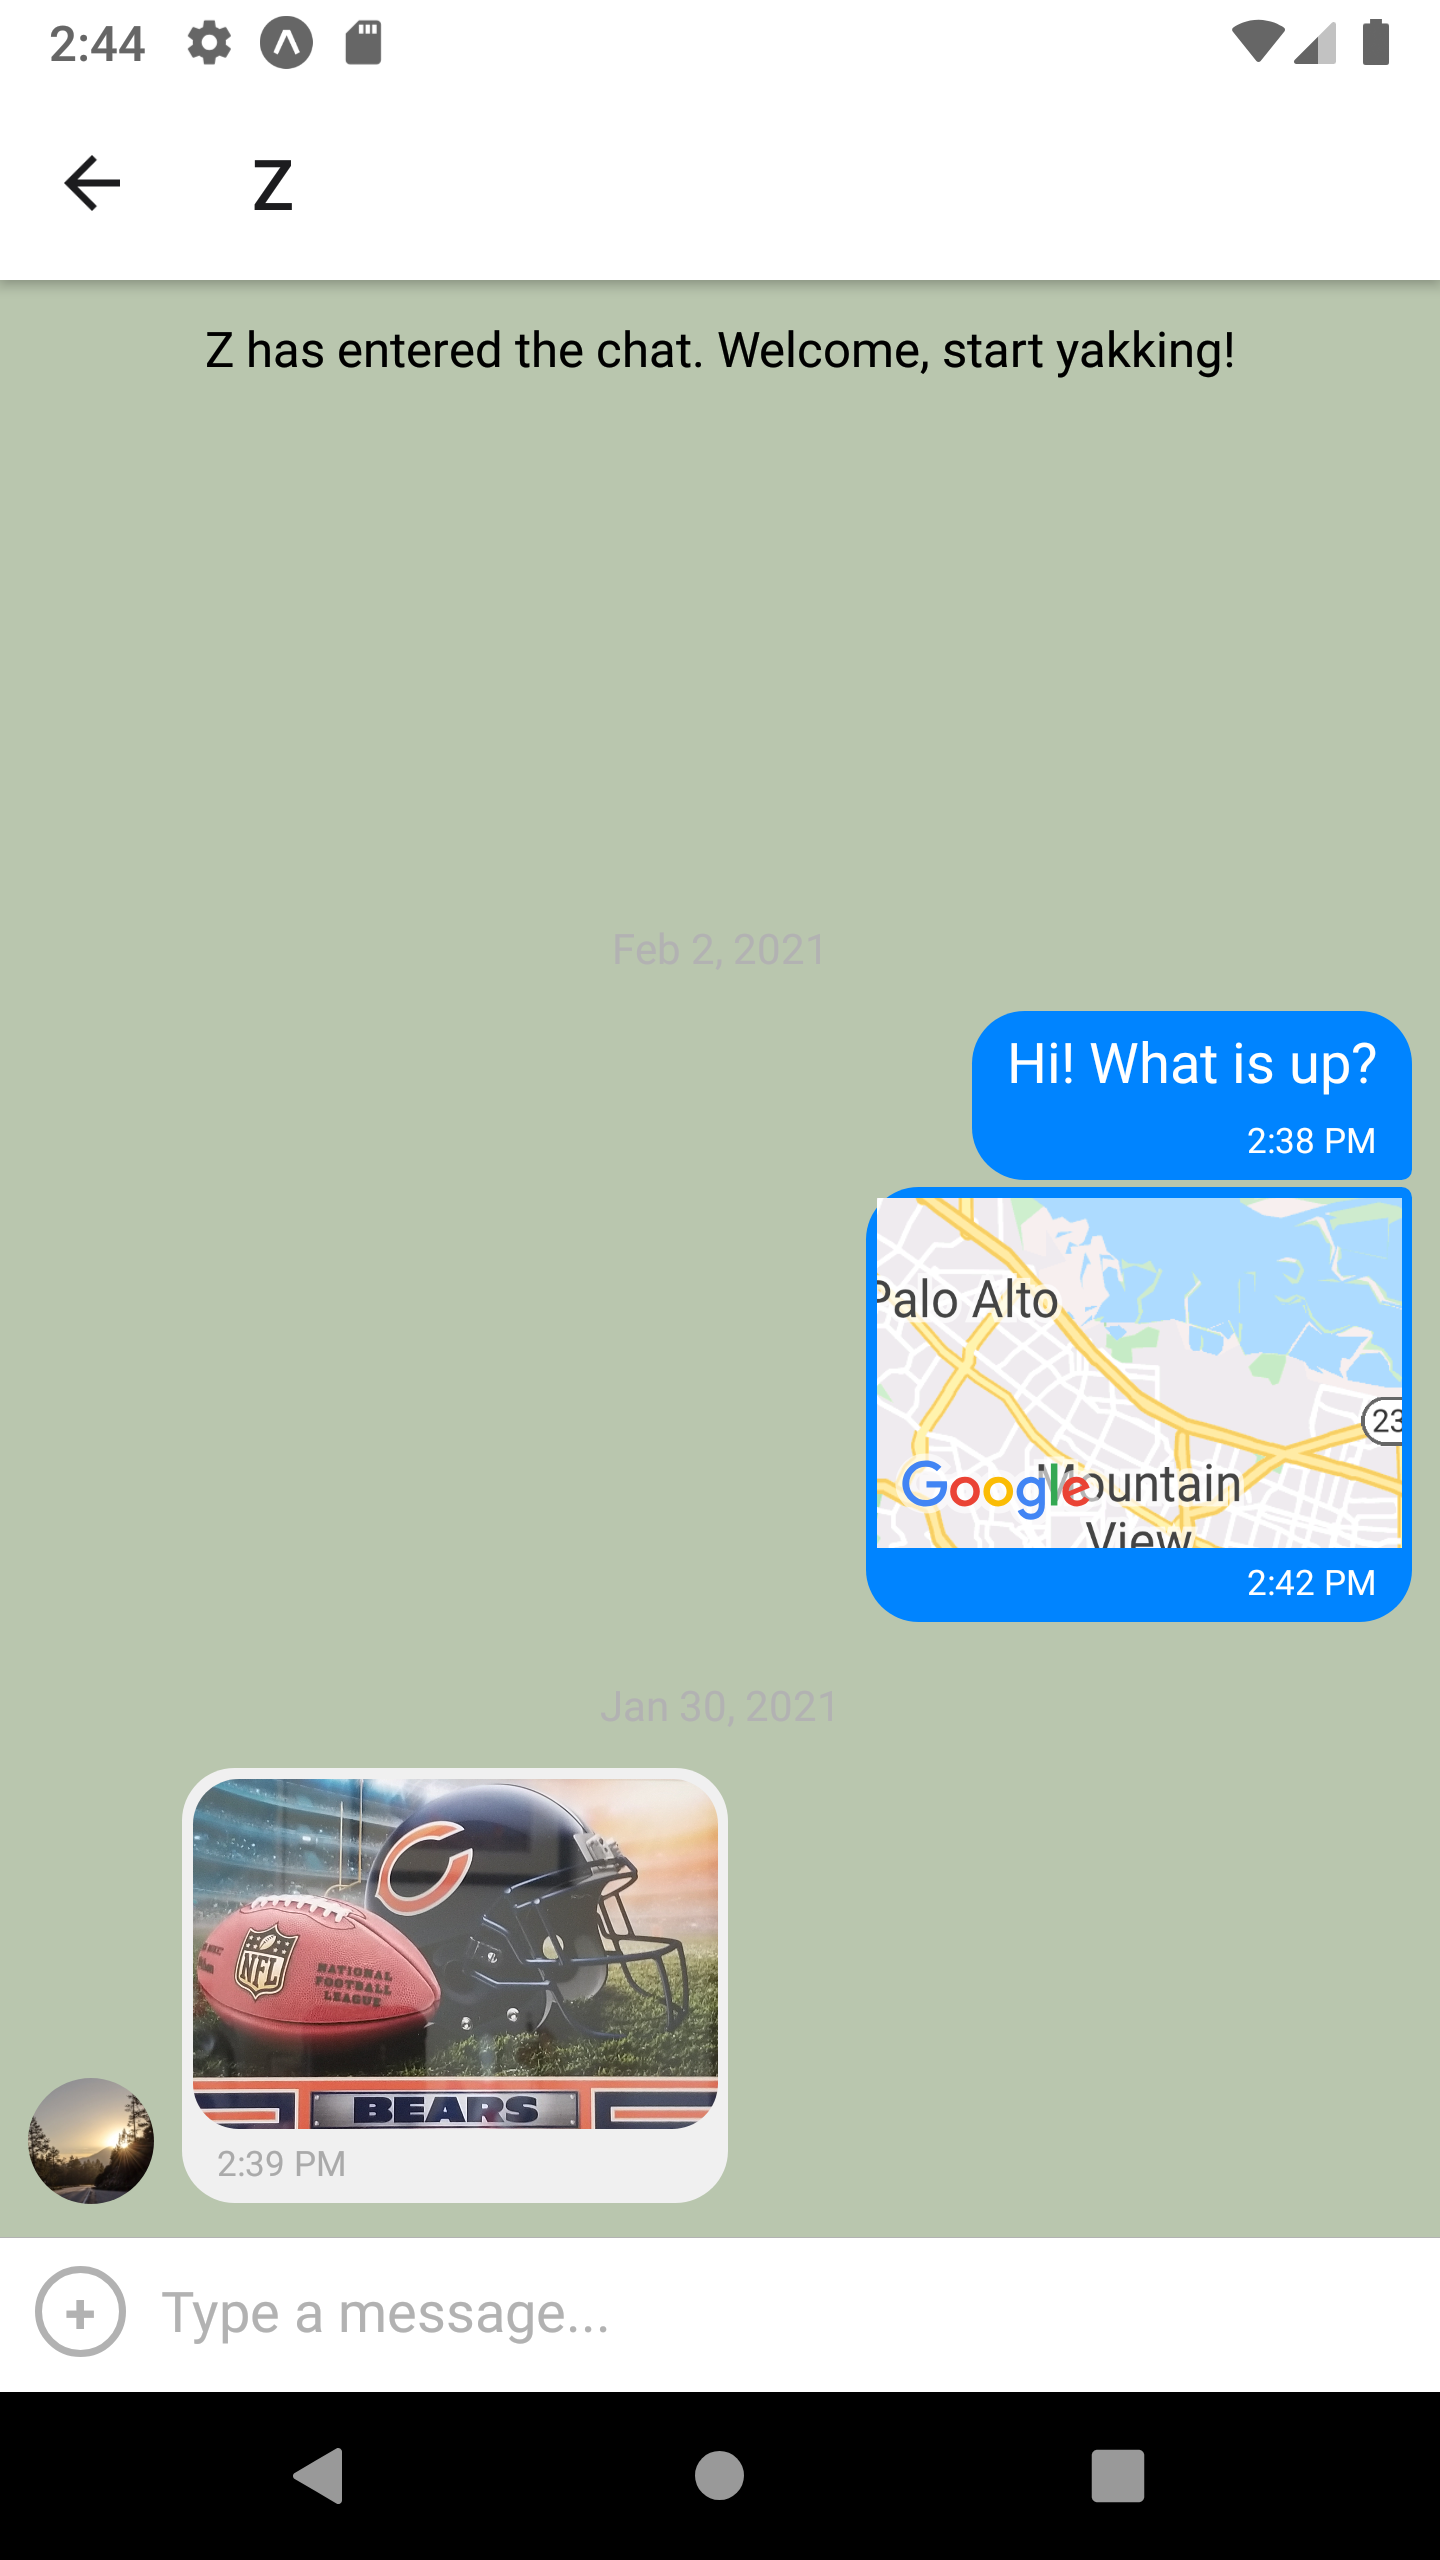 2:44
Z
Z has entered the chat. Welcome, start yakking!
Feb 2, 2021
Hi! What is up?
2:38 PM
Palo Alto
23
Google
Mountain
View
2:42 PM
Jan 30, 2021
NFL
NATIONAL
FOOTBALL
LEAGUE
BEARS
2:39 PM
Type a message...